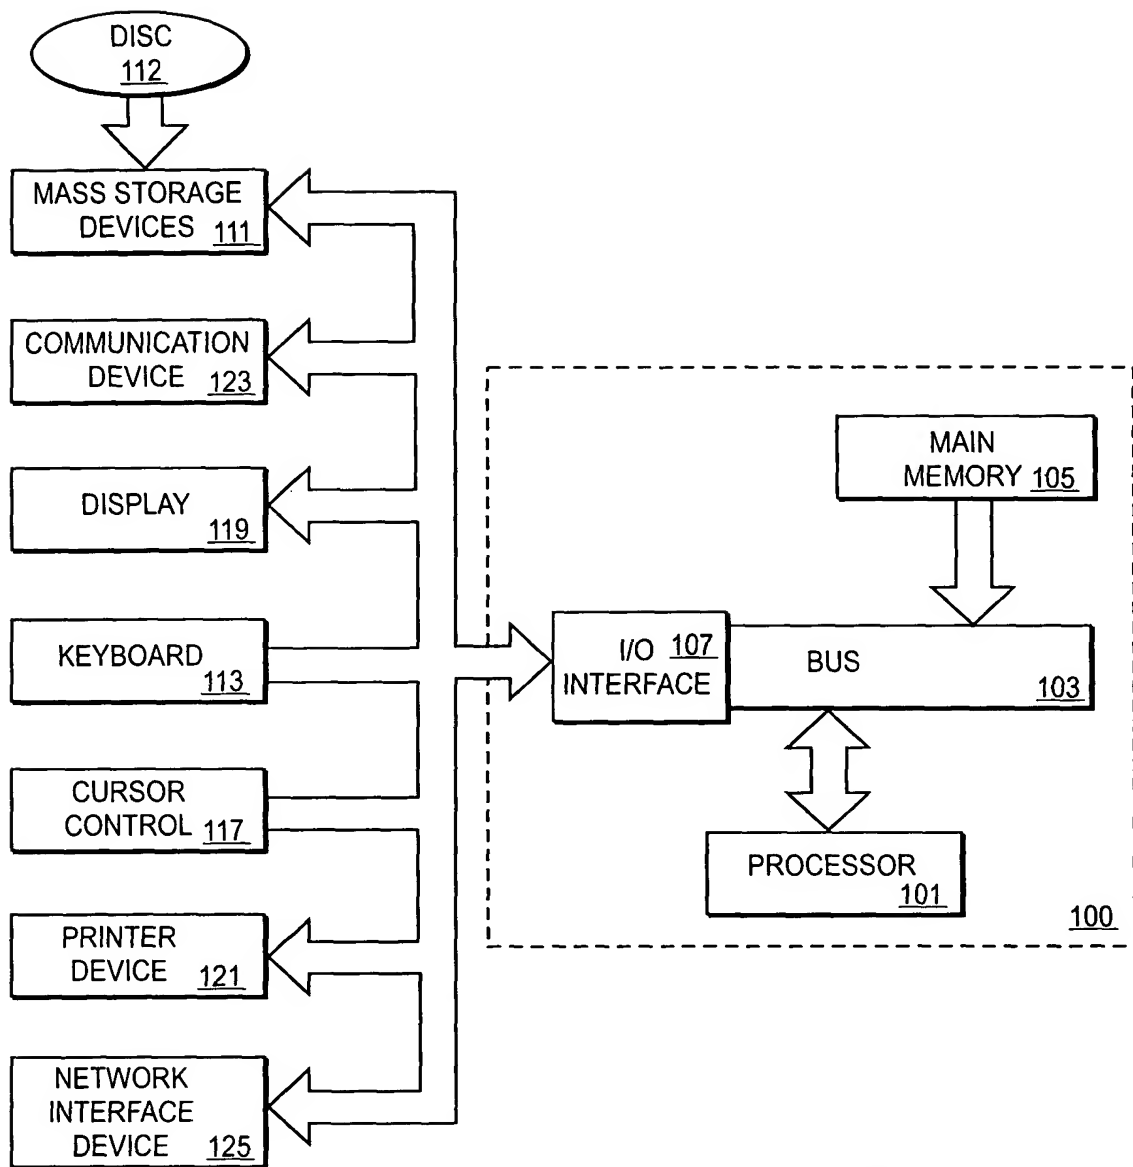 DISC
112
MASS STORAGE
DEVICES 111
COMMUNICATION
DEVICE 123
DISPLAY
119
KEYBOARD
113
CURSOR
CONTROL 117
PRINTER
DEVICE 121
NETWORK
INTERFACE
DEVICE 125
MAIN
MEMORY 105
I/O 107
INTERFACE
BUS
103
PROCESSOR
101
100